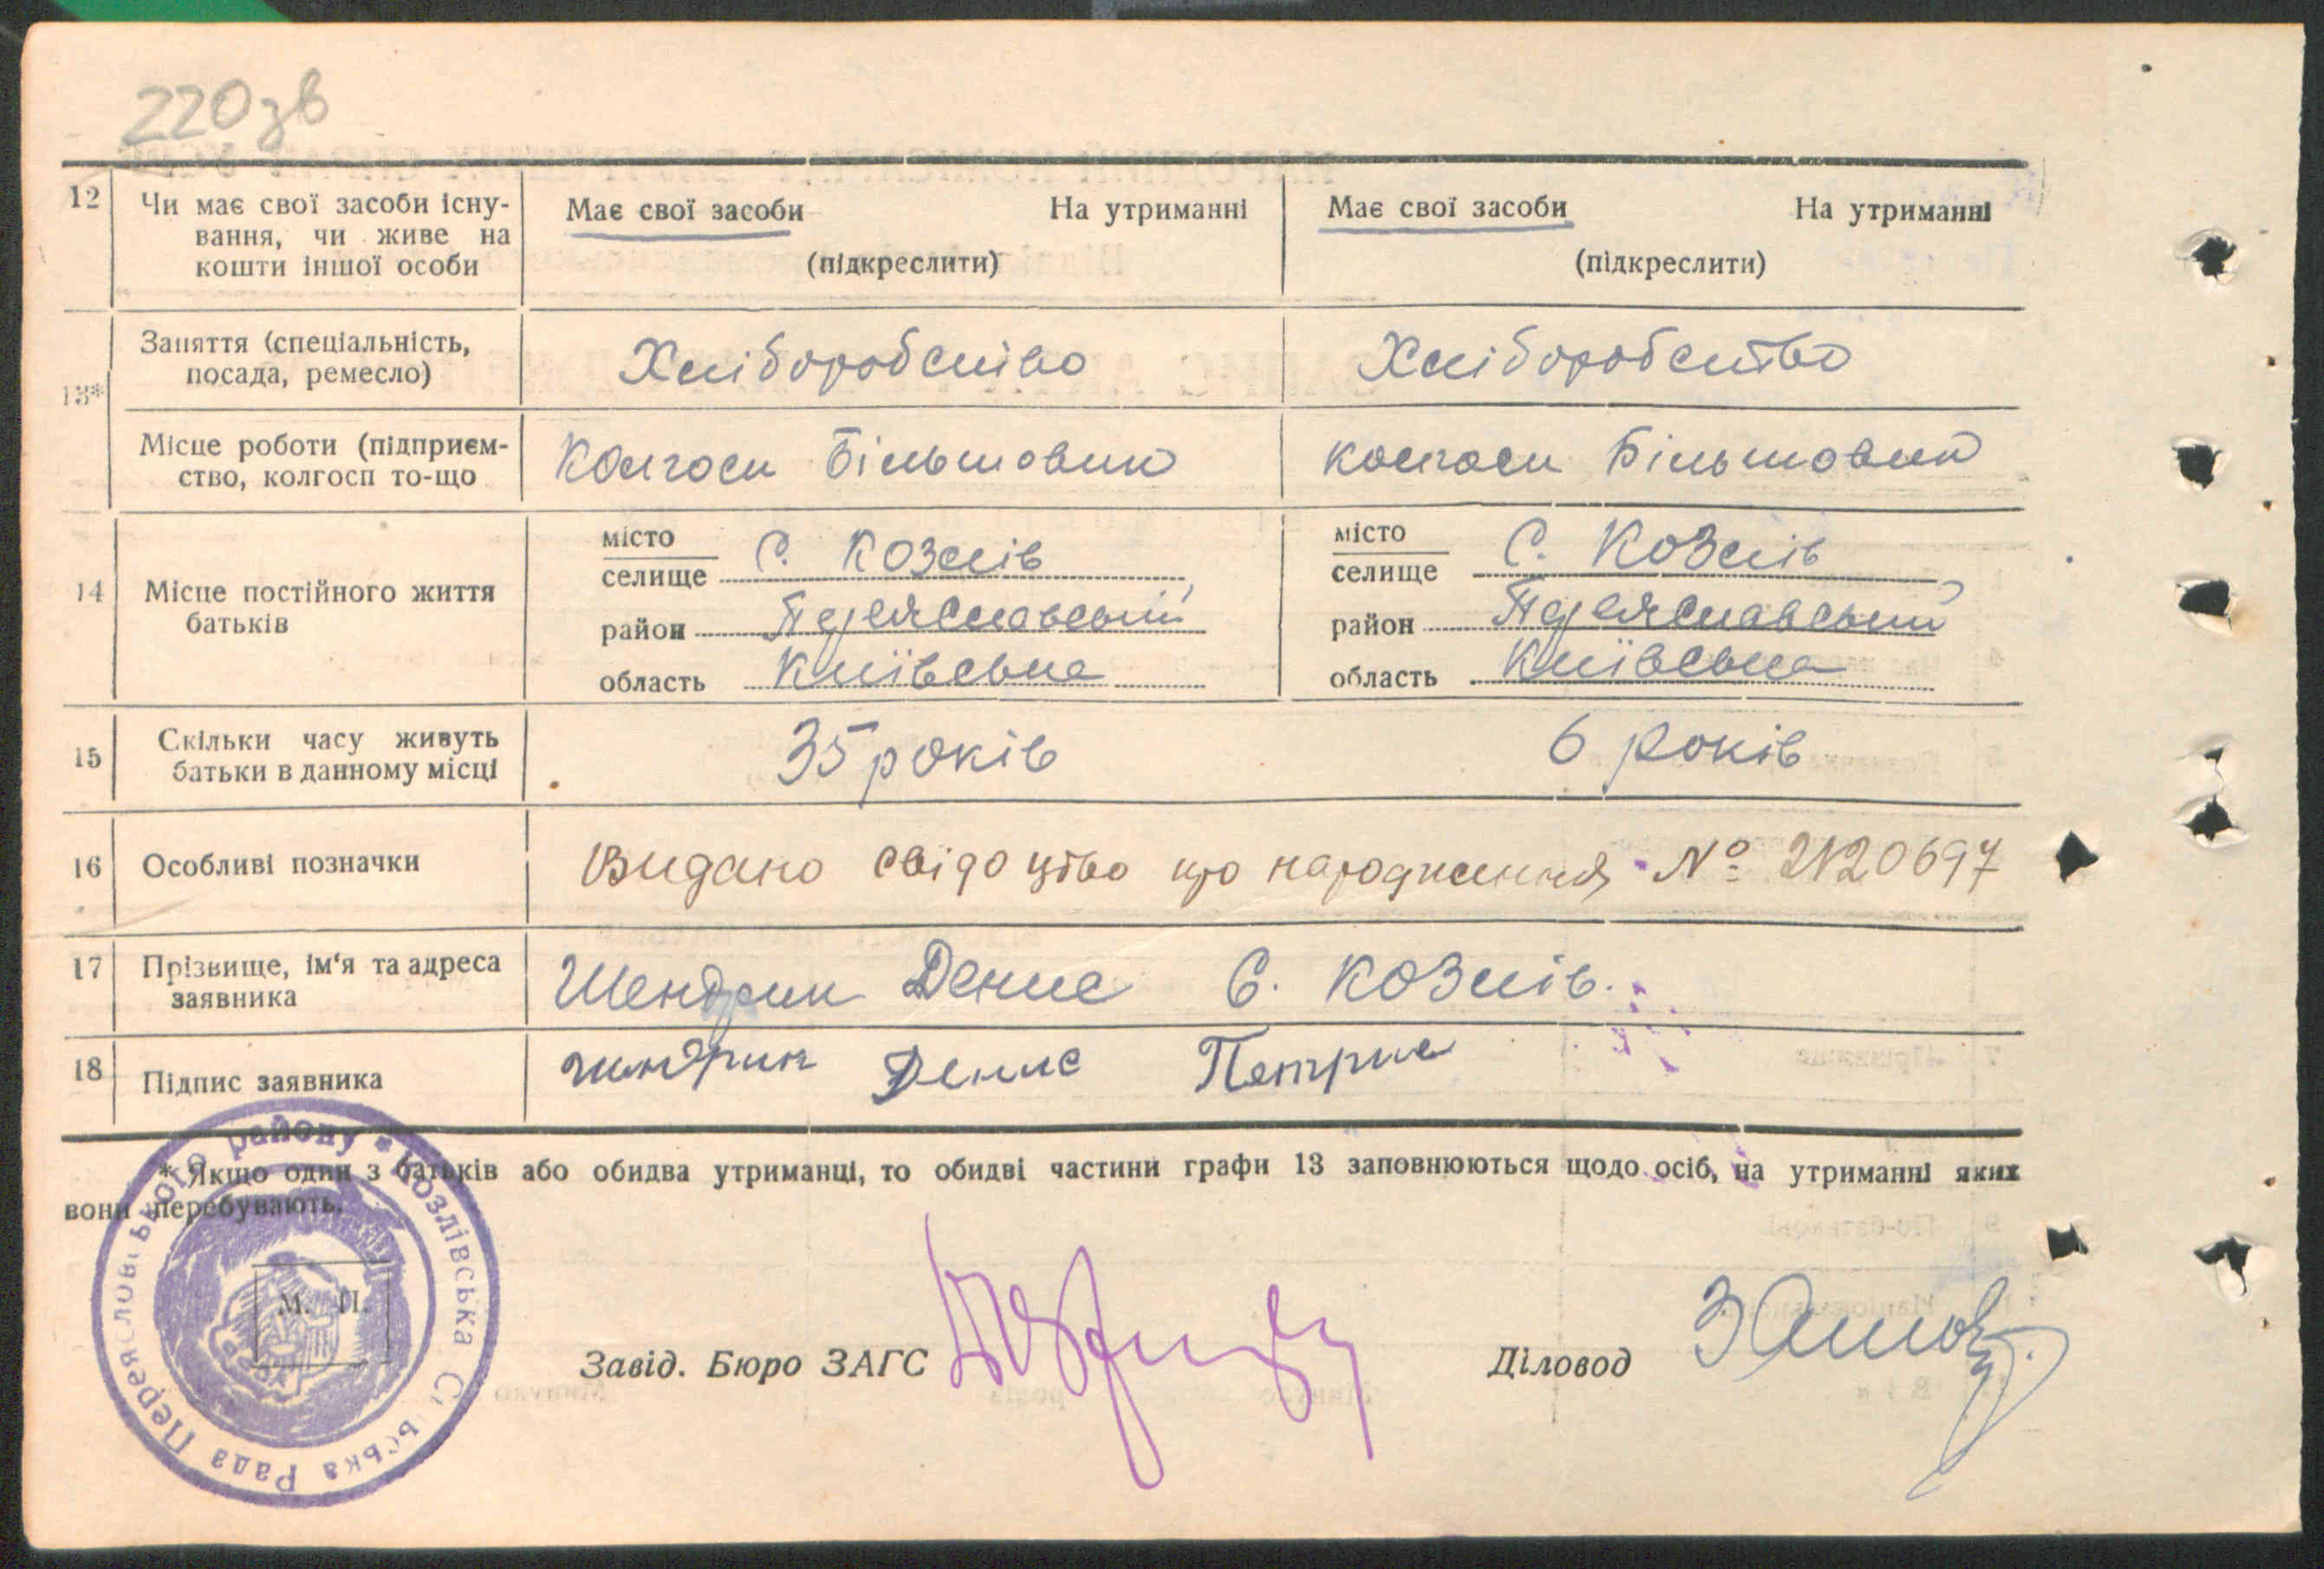 220зв
12 Чи має свої засоби існу- Має свої засоби На утриманні Має свої засоби На утриманні
вання, чи живе на
кошти іншої особи (підкреслити) (підкреслити)
13* Заняття (спеціальність, Хліборобство Хліборобство
посада, ремесло)
Місце роботи (підприєм- Колгосп Більшовик колгосп Більшовик
ство, колгосп то-що
14 Місце постійного життя
батьків
місто
селище С. Козлів
район Переяславський
область Київська
місто
селище С. Козлів
район Переяславський
область Київська
15 Скільки часу живуть 35 років 6 років
батьки в данному місці
16 Особливі позначки Видано свідоцтво про народження № 2120697
17 Прізвище, ім'я та адреса Шендрик Денис С. Козлів.
заявника
18 Підпис заявника Денис Петрис
* Якщо один з батьків або обидва утриманці, то обидві частини графи 13 заповнюються щодо осіб, на утриманні яких
вони перебувають.
Козлівська Сільська Рада Переяславського району *
М. П.
Завід. Бюро ЗАГС Діловод